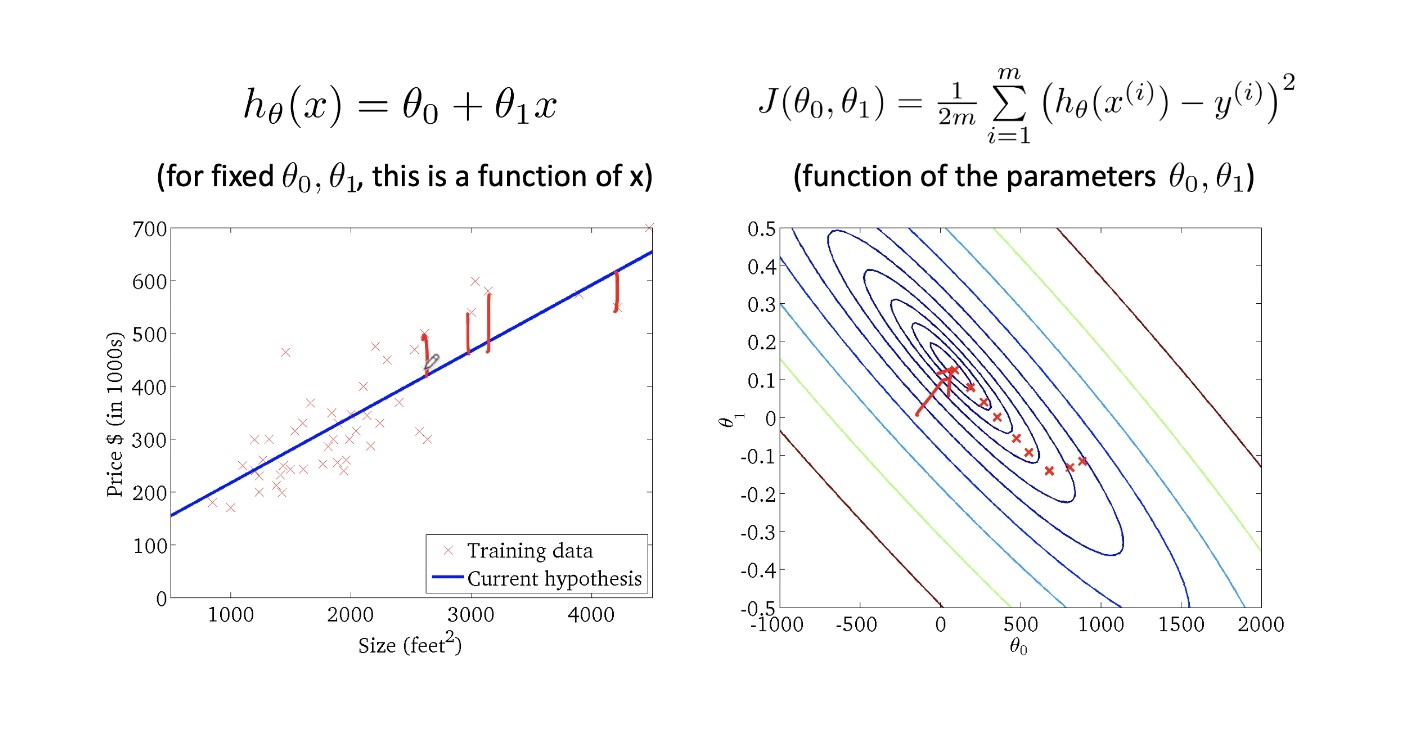 hθ(x) = θ₀ + θ₁x
(for fixed θ₀, θ₁, this is a function of x)
700
600
500
400
300
200
100
0
Price $ (in 1000s)
1000 2000 3000 4000
Size (feet²)
Training data
Current hypothesis
J(θ₀, θ₁) = 1/2m ∑ᵢ₌₁ᵐ (hθ(x⁽ⁱ⁾) − y⁽ⁱ⁾)²
(function of the parameters θ₀, θ₁)
0.5
0.4
0.3
0.2
0.1
0
-0.1
-0.2
-0.3
-0.4
-0.5
θ₁
-1000 -500 0 500 1000 1500 2000
θ₀